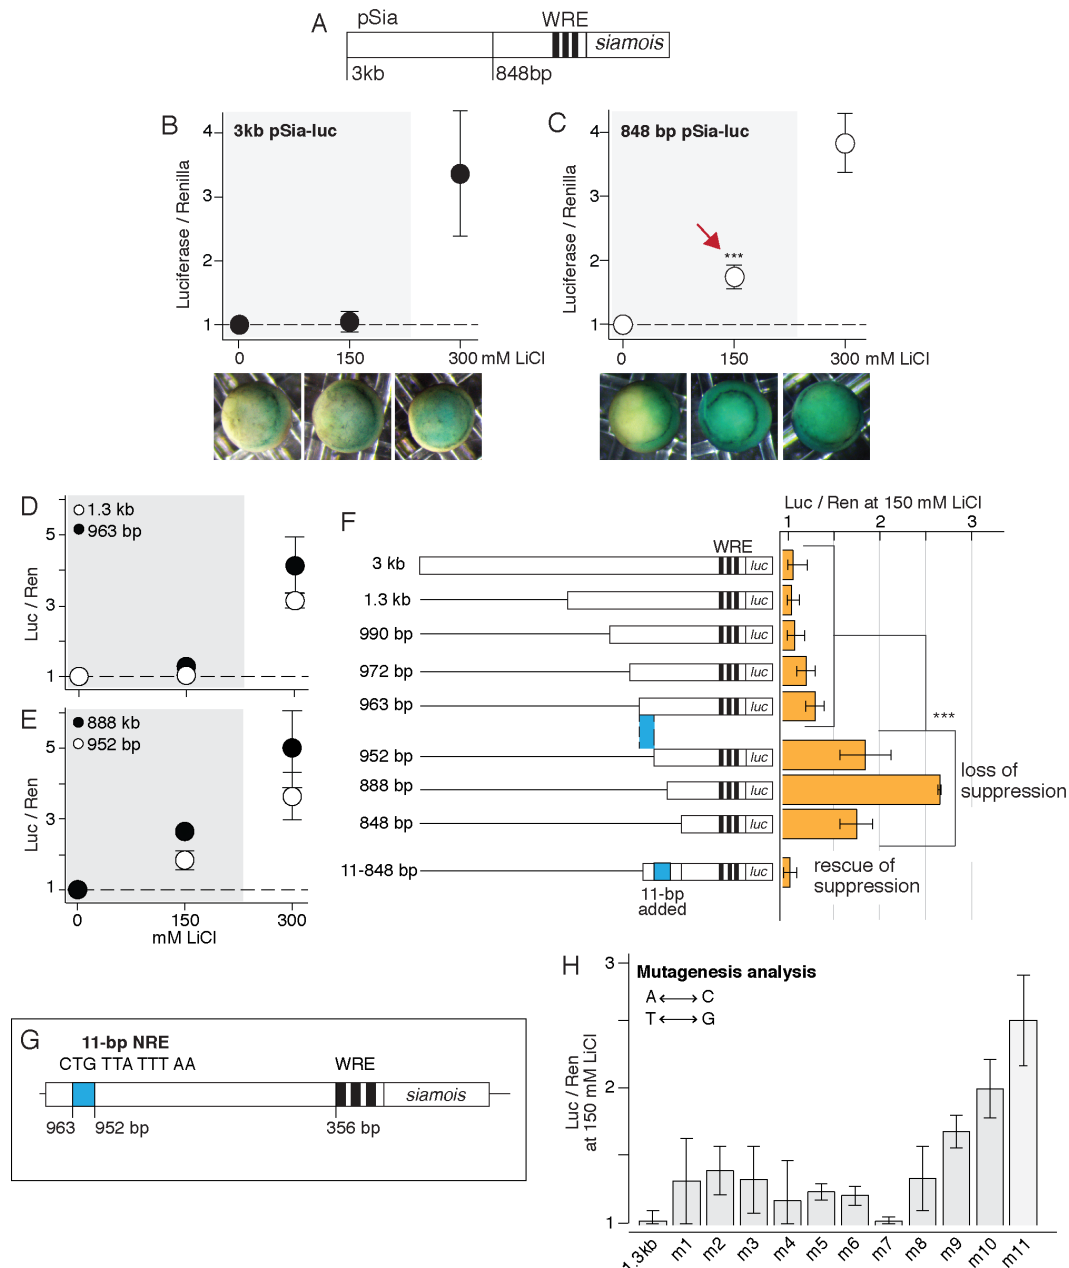 A
pSia
WRE
siamois
3kb
848bp
B
3kb pSia-luc
Luciferase / Renilla
4
3
2
1
0
150
300 mM LiCl
C
848 bp pSia-luc
Luciferase / Renilla
4
3
2
1
***
0
150
300 mM LiCl
D
1.3 kb
963 bp
Luc / Ren
5
3
1
E
888 kb
952 bp
Luc / Ren
5
3
1
0
150
300
mM LiCl
F
Luc / Ren at 150 mM LiCl
1
2
3
WRE
3 kb
luc
1.3 kb
luc
990 bp
luc
972 bp
luc
963 bp
luc
***
952 bp
luc
888 bp
luc
848 bp
luc
loss of
suppression
11-848 bp
luc
11-bp
added
rescue of
suppression
G
11-bp NRE
CTG TTA TTT AA
WRE
siamois
963
952 bp
356 bp
H
Mutagenesis analysis
A C
T G
Luc / Ren
at 150 mM LiCl
3
2
1
1.3kb
m1
m2
m3
m4
m5
m6
m7
m8
m9
m10
m11